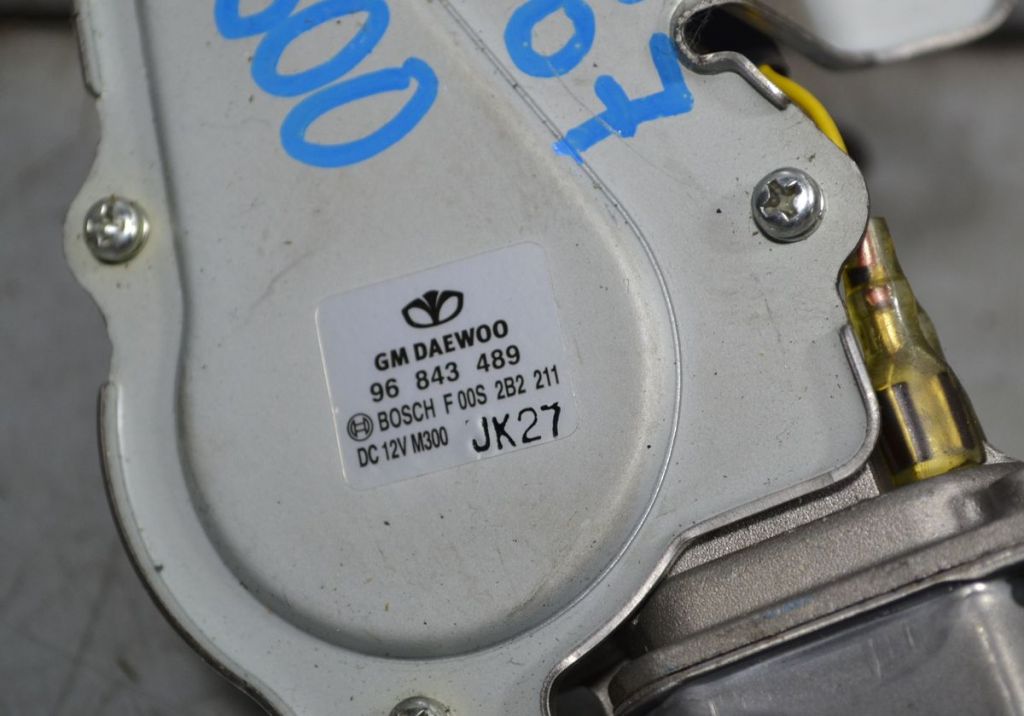 GM DAEWOO
96 843 489
BOSCH F 00S 2B2 211
DC 12V M300 JK27